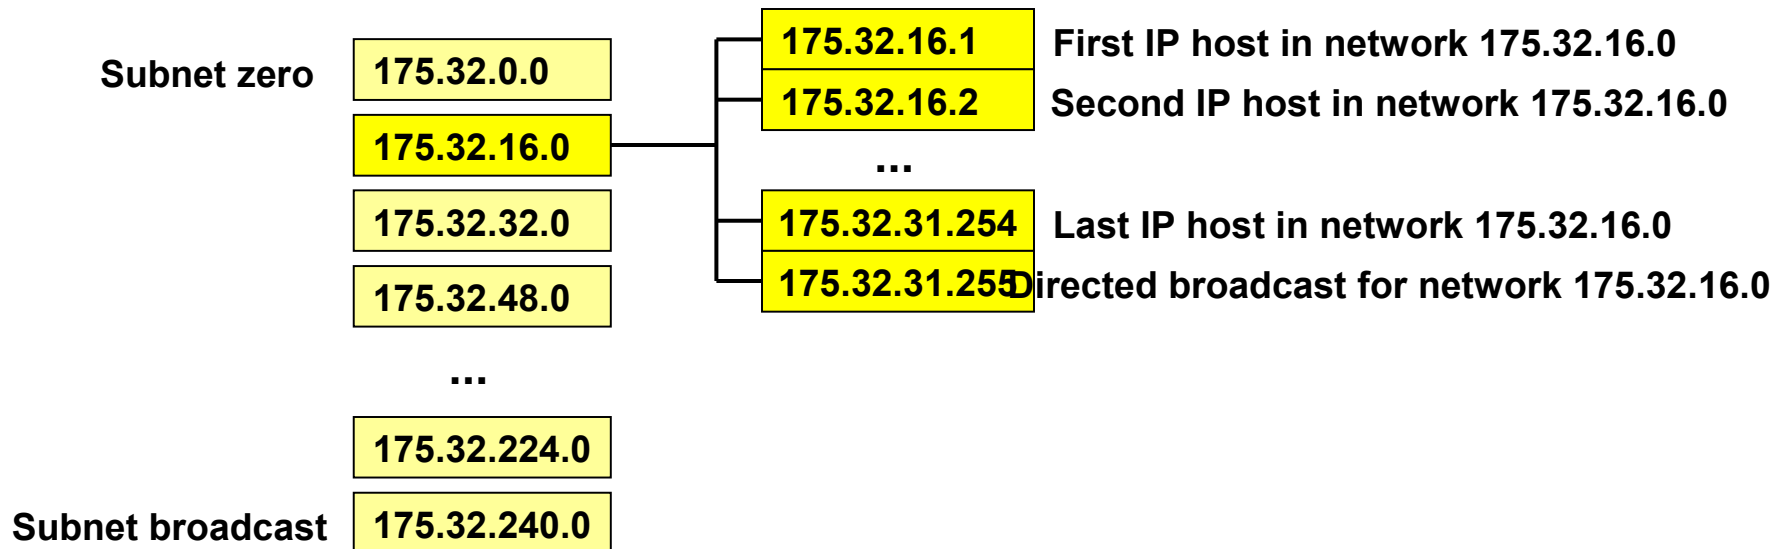 Subnet zero
175.32.0.0
175.32.16.0
175.32.32.0
175.32.48.0
...
175.32.224.0
Subnet broadcast
175.32.240.0
175.32.16.1
First IP host in network 175.32.16.0
175.32.16.2
Second IP host in network 175.32.16.0
...
175.32.31.254
Last IP host in network 175.32.16.0
175.32.31.255
Directed broadcast for network 175.32.16.0